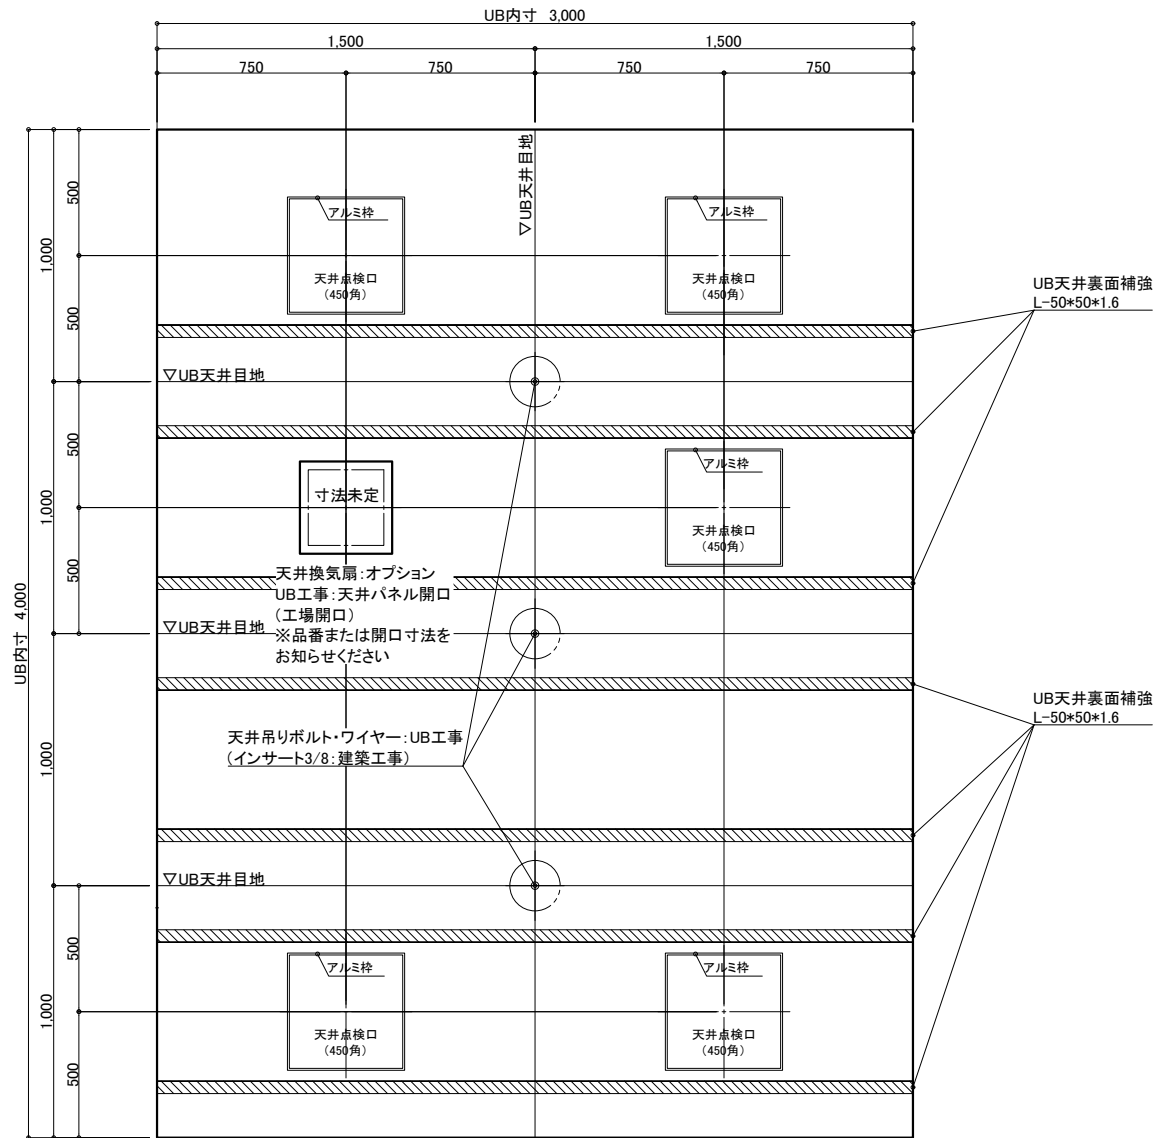 UB内寸 3,000
1,500
1,500
750
750
750
750
UB内寸 4,000
1,000
1,000
1,000
1,000
500
500
500
500
500
500
▽UB天井目地
アルミ枠
天井点検口
(450角)
アルミ枠
天井点検口
(450角)
UB天井裏面補強
L-50*50*1.6
▽UB天井目地
寸法未定
アルミ枠
天井点検口
(450角)
天井換気扇:オプション
UB工事:天井パネル開口
(工場開口)
※品番または開口寸法を
お知らせください
▽UB天井目地
UB天井裏面補強
L-50*50*1.6
天井吊りボルト・ワイヤー:UB工事
(インサート3/8:建築工事)
▽UB天井目地
アルミ枠
天井点検口
(450角)
アルミ枠
天井点検口
(450角)